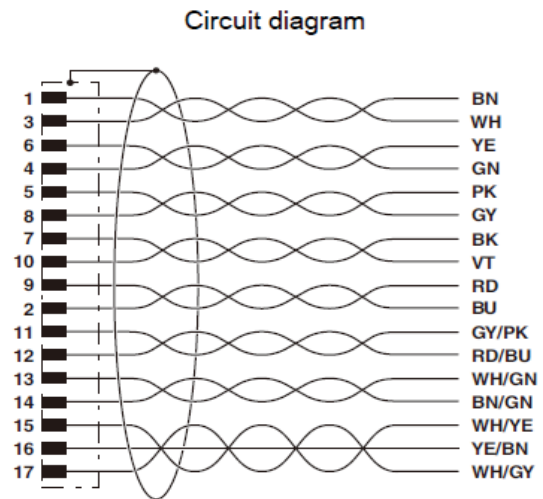 Circuit diagram
1 BN
3 WH
6 YE
4 GN
5 PK
8 GY
7 BK
10 VT
9 RD
2 BU
11 GY/PK
12 RD/BU
13 WH/GN
14 BN/GN
15 WH/YE
16 YE/BN
17 WH/GY